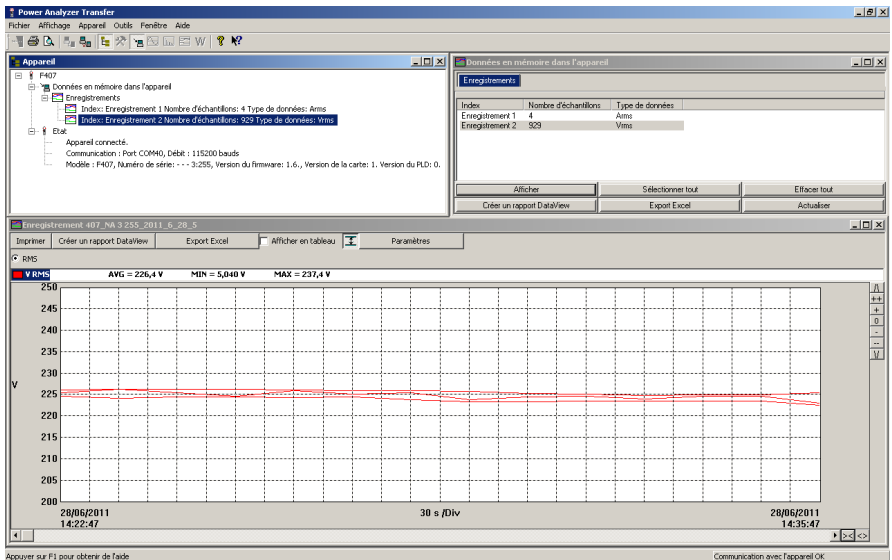 Power Analyzer Transfer
Fichier Affichage Appareil Outils Fenêtre Aide
Appareil
F407
Données en mémoire dans l'appareil
Enregistrements
Index: Enregistrement 1 Nombre d'échantillons: 4 Type de données: Arms
Index: Enregistrement 2 Nombre d'échantillons: 929 Type de données: Vrms
Etat
Appareil connecté.
Communication : Port COM40, Débit : 115200 bauds
Modèle : F407, Numéro de série: - - - 3:255, Version du firmware: 1.6., Version de la carte: 1. Version du PLD: 0.
Données en mémoire dans l'appareil
Enregistrements
Index Nombre d'échantillons Type de données
Enregistrement 1 4 Arms
Enregistrement 2 929 Vrms
Afficher Sélectionner tout Effacer tout
Créer un rapport DataView Export Excel Actualiser
Enregistrement 407_NA 3 255_2011_6_28_5
Imprimer Créer un rapport DataView Export Excel Afficher en tableau Paramètres
RMS
V RMS AVG = 226,4 V MIN = 5,040 V MAX = 237,4 V
250
245
240
235
230
V
225
220
215
210
205
200
28/06/2011 30 s /Div 28/06/2011
14:22:47 14:35:47
++
+
0
-
--
Appuyer sur F1 pour obtenir de l'aide Communication avec l'appareil OK